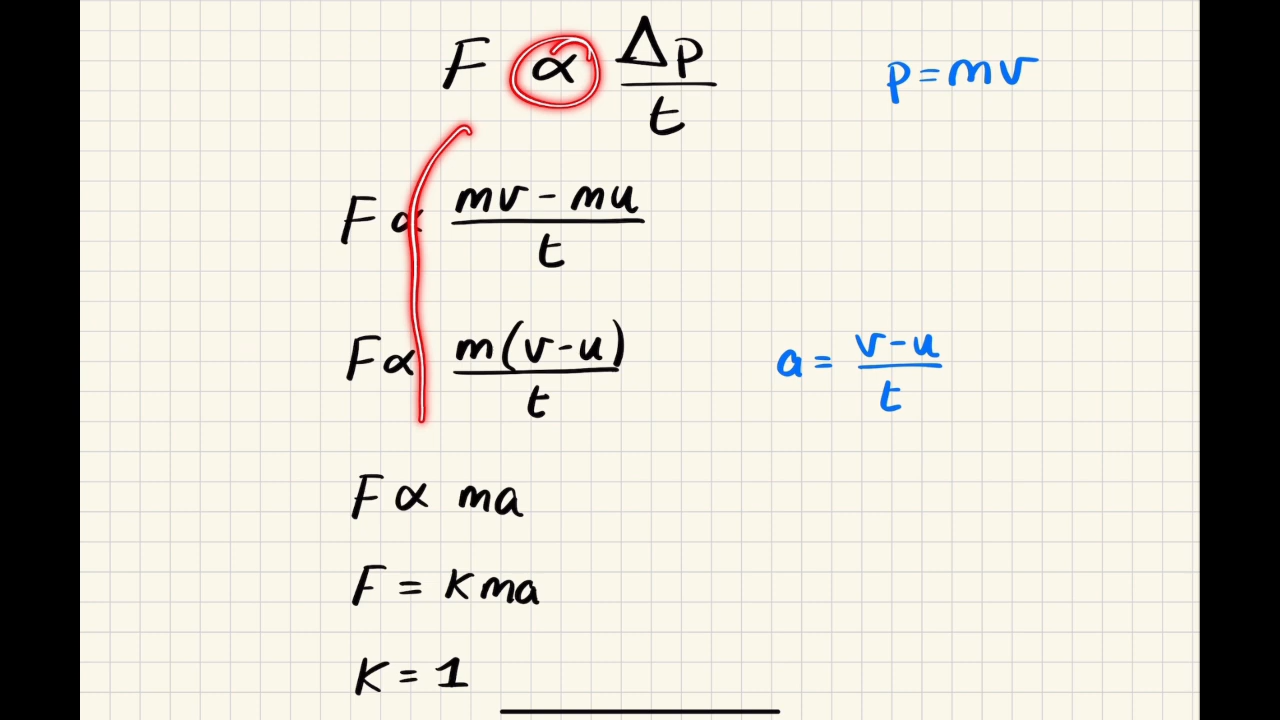 F ∝ Δp/t
p = mv
F ∝ mv - mu/t
F ∝ m(v-u)/t
a = v-u/t
F ∝ ma
F = Kma
K = 1